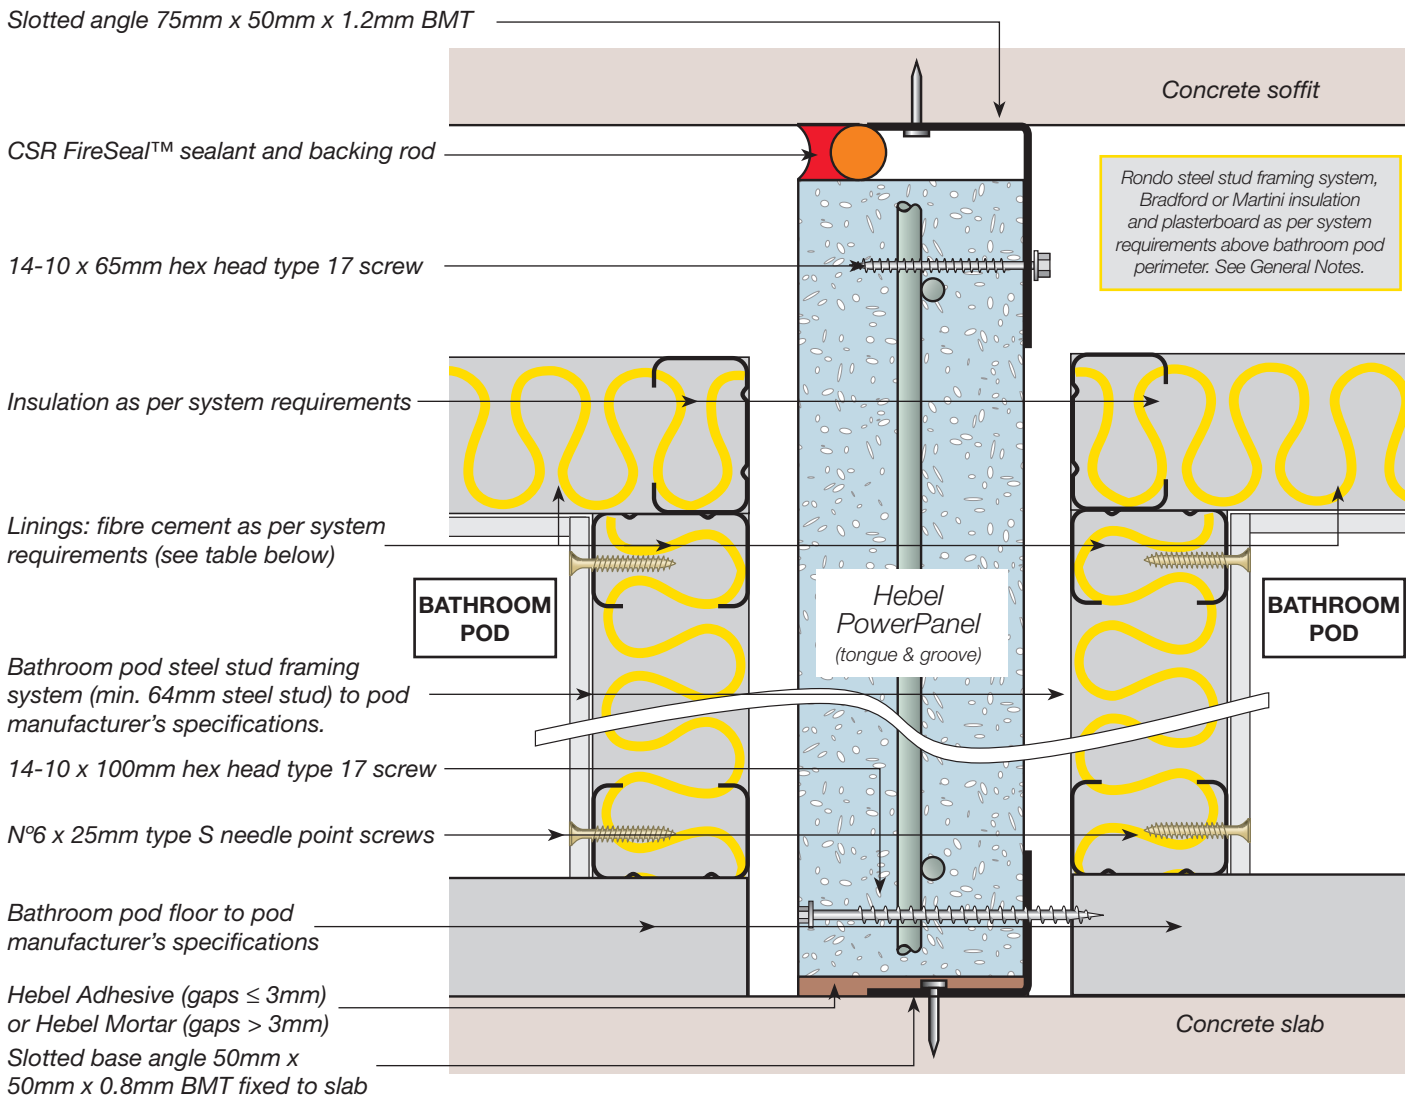 Slotted angle 75mm x 50mm x 1.2mm BMT
Concrete soffit
CSR FireSeal™ sealant and backing rod
Rondo steel stud framing system,
Bradford or Martini insulation
and plasterboard as per system
requirements above bathroom pod
perimeter. See General Notes.
14-10 x 65mm hex head type 17 screw
Insulation as per system requirements
Linings: fibre cement as per system
requirements (see table below)
BATHROOM
POD
Hebel
PowerPanel
(tongue & groove)
BATHROOM
POD
Bathroom pod steel stud framing
system (min. 64mm steel stud) to pod
manufacturer’s specifications.
14-10 x 100mm hex head type 17 screw
Nº6 x 25mm type S needle point screws
Bathroom pod floor to pod
manufacturer’s specifications
Hebel Adhesive (gaps ≤ 3mm)
or Hebel Mortar (gaps > 3mm)
Concrete slab
Slotted base angle 50mm x
50mm x 0.8mm BMT fixed to slab